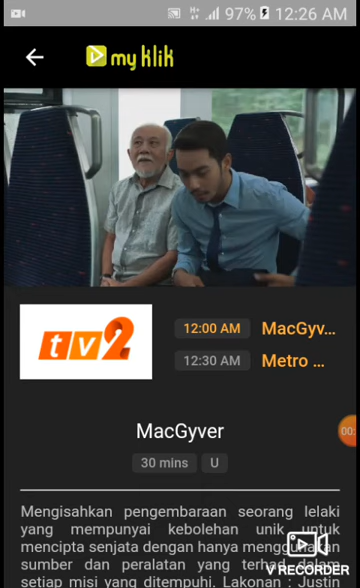 H+ 97% 12:26 AM
my klik
tv2
12:00 AM MacGyv...
12:30 AM Metro ...
MacGyver
30 mins U
00:
Mengisahkan pengembaraan seorang lelaki
yang mempunyai kebolehan unik untuk
mencipta senjata dengan hanya menggunakan
sumber dan peralatan yang terhad dalam
setiap misi yang ditempuhi. Lakonan : Justin
V RECORDER